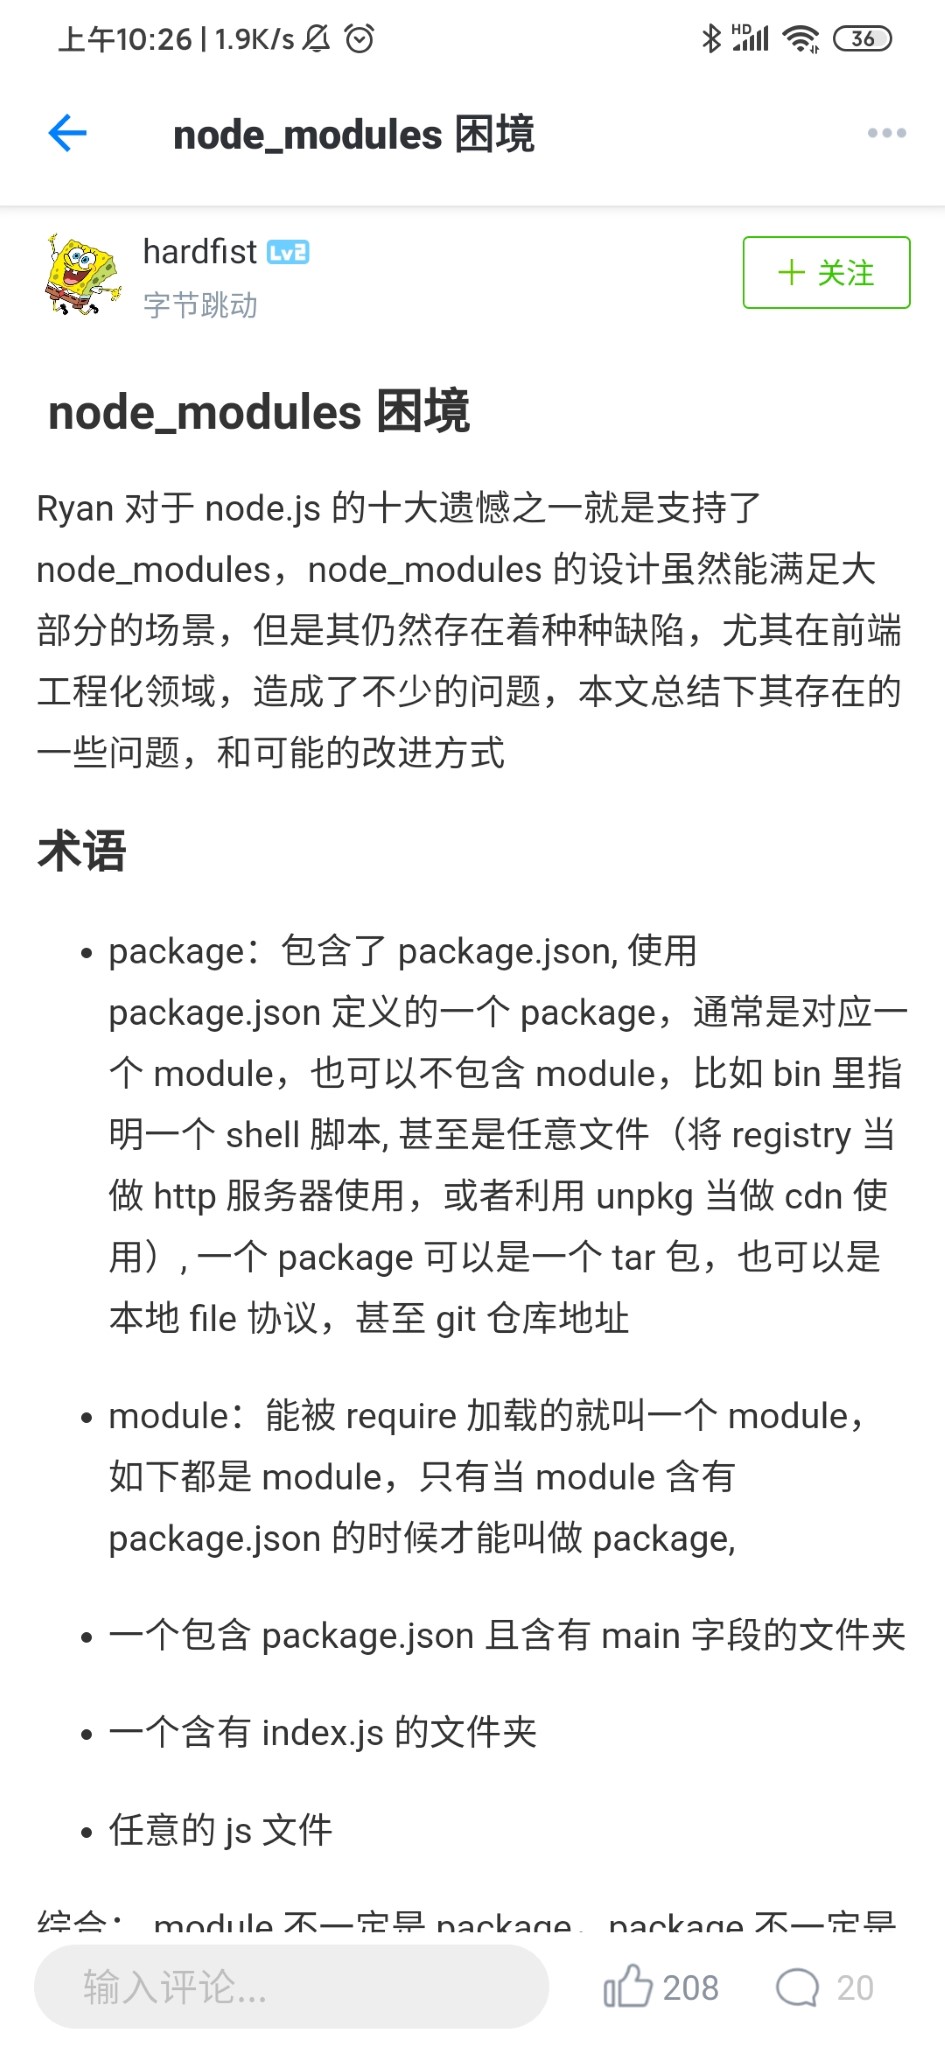 上午10:26 | 1.9K/s
HD
36
node_modules 困境
hardfist Lv2
字节跳动
关注
node_modules 困境
Ryan 对于 node.js 的十大遗憾之一就是支持了
node_modules，node_modules 的设计虽然能满足大
部分的场景，但是其仍然存在着种种缺陷，尤其在前端
工程化领域，造成了不少的问题，本文总结下其存在的
一些问题，和可能的改进方式
术语
• package：包含了 package.json, 使用
package.json 定义的一个 package，通常是对应一
个 module，也可以不包含 module，比如 bin 里指
明一个 shell 脚本, 甚至是任意文件（将 registry 当
做 http 服务器使用，或者利用 unpkg 当做 cdn 使
用）, 一个 package 可以是一个 tar 包，也可以是
本地 file 协议，甚至 git 仓库地址
• module：能被 require 加载的就叫一个 module，
如下都是 module，只有当 module 含有
package.json 的时候才能叫做 package,
• 一个包含 package.json 且含有 main 字段的文件夹
• 一个含有 index.js 的文件夹
• 任意的 js 文件
综合： module 不一定是 package，package 不一定是
输入评论...
208
20